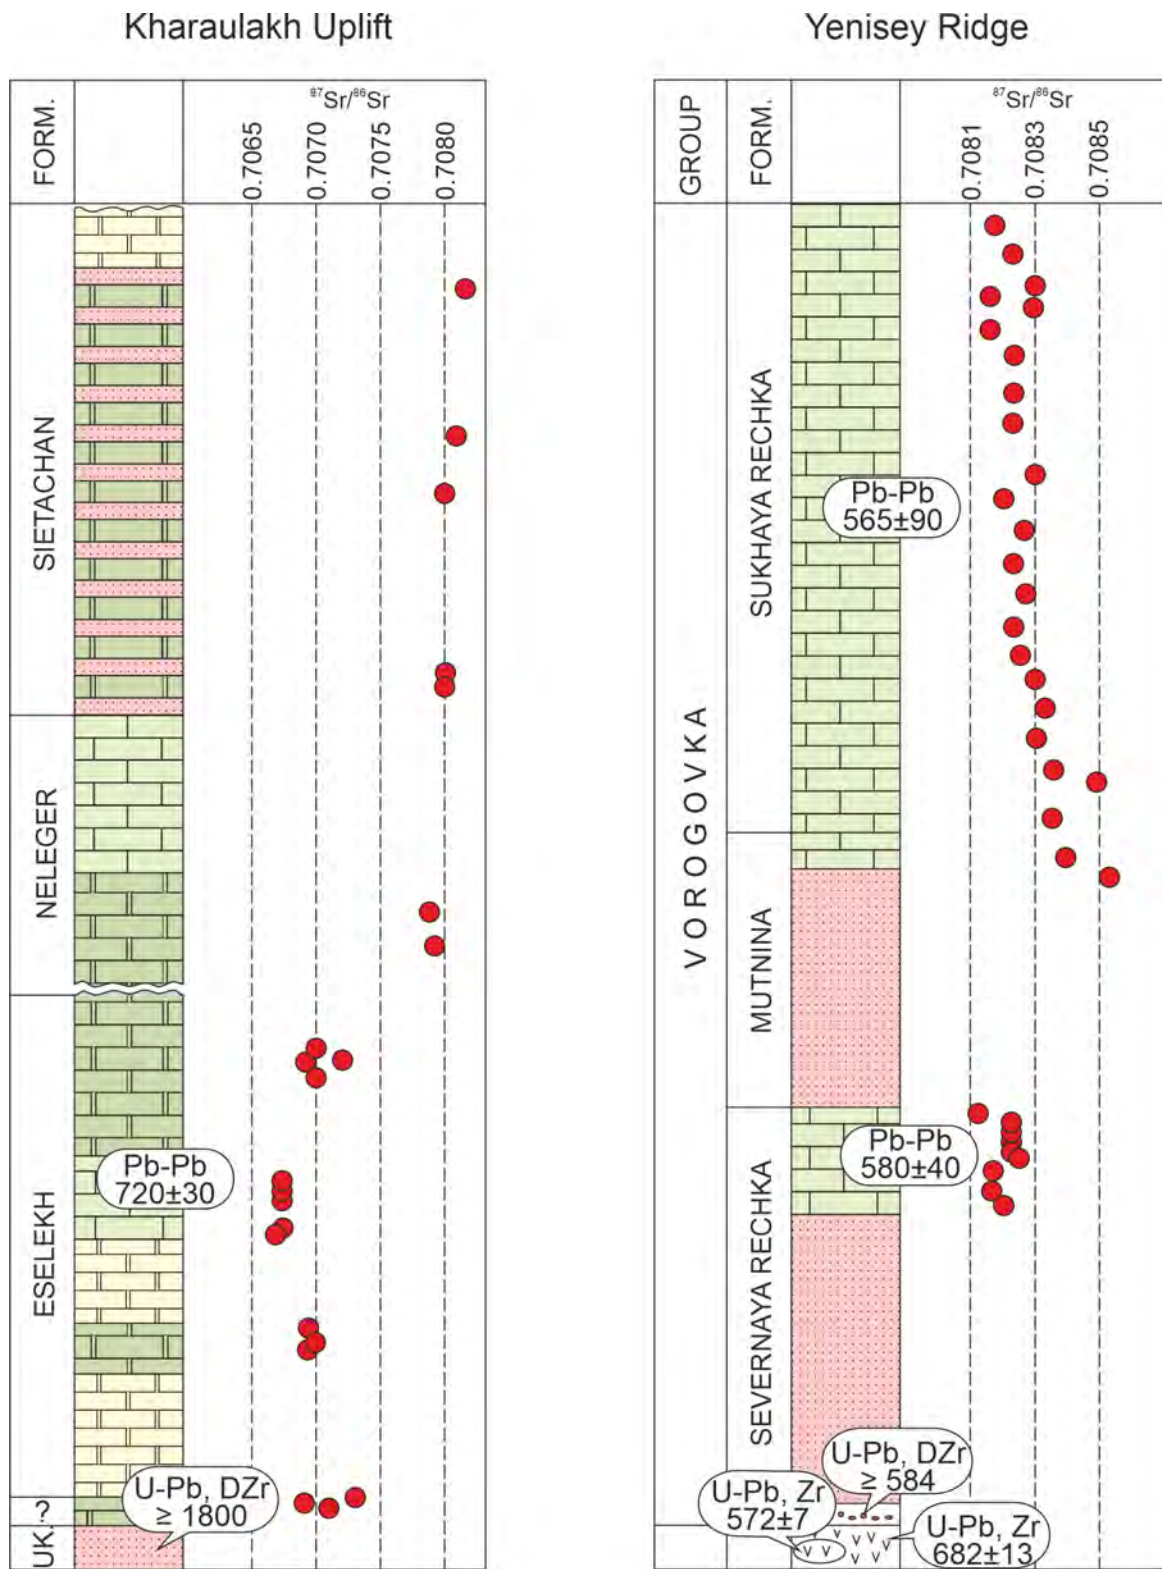 Kharaulakh Uplift
FORM.
⁸⁷Sr/⁸⁶Sr
0.7065
0.7070
0.7075
0.7080
SIETACHAN
NELEGER
ESELEKH
?
UK.
Pb-Pb
720±30
U-Pb, DZr
≥ 1800
Yenisey Ridge
GROUP
FORM.
⁸⁷Sr/⁸⁶Sr
0.7081
0.7083
0.7085
VOROGOVKA
SUKHAYA RECHKA
MUTNINA
SEVERNAYA RECHKA
Pb-Pb
565±90
Pb-Pb
580±40
U-Pb, DZr
≥ 584
U-Pb, Zr
572±7
U-Pb, Zr
682±13